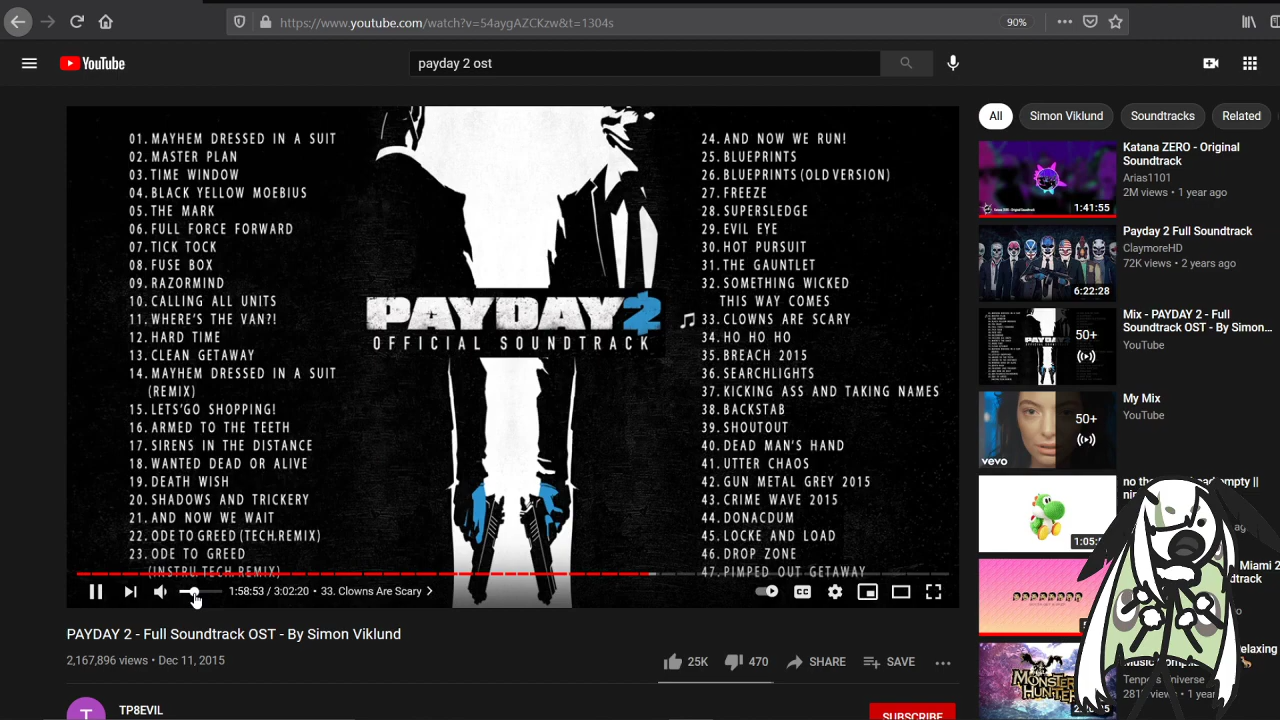 https://www.youtube.com/watch?v=54aygAZCKzw&t=1304s
90%
YouTube
payday 2 ost
01. MAYHEM DRESSED IN A SUIT
02. MASTER PLAN
03. TIME WINDOW
04. BLACK YELLOW MOEBIUS
05. THE MARK
06. FULL FORCE FORWARD
07. TICK TOCK
08. FUSE BOX
09. RAZORMIND
10. CALLING ALL UNITS
11. WHERE'S THE VAN?!
12. HARD TIME
13. CLEAN GETAWAY
14. MAYHEM DRESSED IN A SUIT
(REMIX)
15. LETS'GO SHOPPING!
16. ARMED TO THE TEETH
17. SIRENS IN THE DISTANCE
18. WANTED DEAD OR ALIVE
19. DEATH WISH
20. SHADOWS AND TRICKERY
21. AND NOW WE WAIT
22. ODE TO GREED (TECH.REMIX)
23. ODE TO GREED
(INSTRU.TECH.REMIX)
PAYDAY 2
OFFICIAL SOUNDTRACK
24. AND NOW WE RUN!
25. BLUEPRINTS
26. BLUEPRINTS (OLD VERSION)
27. FREEZE
28. SUPERSLEDGE
29. EVIL EYE
30. HOT PURSUIT
31. THE GAUNTLET
32. SOMETHING WICKED
THIS WAY COMES
33. CLOWNS ARE SCARY
34. HO HO HO
35. BREACH 2015
36. SEARCHLIGHTS
37. KICKING ASS AND TAKING NAMES
38. BACKSTAB
39. SHOUTOUT
40. DEAD MAN'S HAND
41. UTTER CHAOS
42. GUN METAL GREY 2015
43. CRIME WAVE 2015
44. DONACDUM
45. LOCKE AND LOAD
46. DROP ZONE
47. PIMPED OUT GETAWAY
1:58:53 / 3:02:20 • 33. Clowns Are Scary
CC
PAYDAY 2 - Full Soundtrack OST - By Simon Viklund
2,167,896 views • Dec 11, 2015
25K
470
SHARE
SAVE
T
TP8EVIL
SUBSCRIBE
All
Simon Viklund
Soundtracks
Related
Katana ZERO - Original
Soundtrack
Arias1101
2M views • 1 year ago
1:41:55
Payday 2 Full Soundtrack
ClaymoreHD
72K views • 2 years ago
6:22:28
Mix - PAYDAY 2 - Full
Soundtrack OST - By Simon...
YouTube
50+
My Mix
YouTube
50+
vevo
1:05:
Miami 2
MONSTER
HUNTER